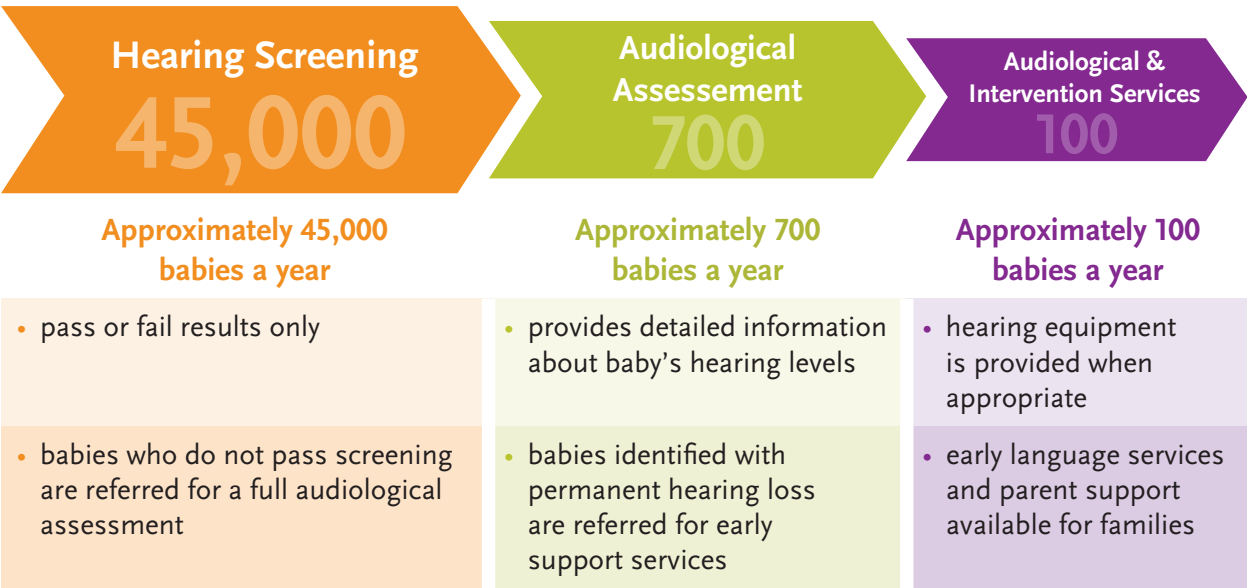 Hearing Screening
45,000
Audiological
Assessement
700
Audiological &
Intervention Services
100
Approximately 45,000
babies a year
Approximately 700
babies a year
Approximately 100
babies a year
• pass or fail results only
• provides detailed information
about baby's hearing levels
• hearing equipment
is provided when
appropriate
• babies who do not pass screening
are referred for a full audiological
assessment
• babies identified with
permanent hearing loss
are referred for early
support services
• early language services
and parent support
available for families